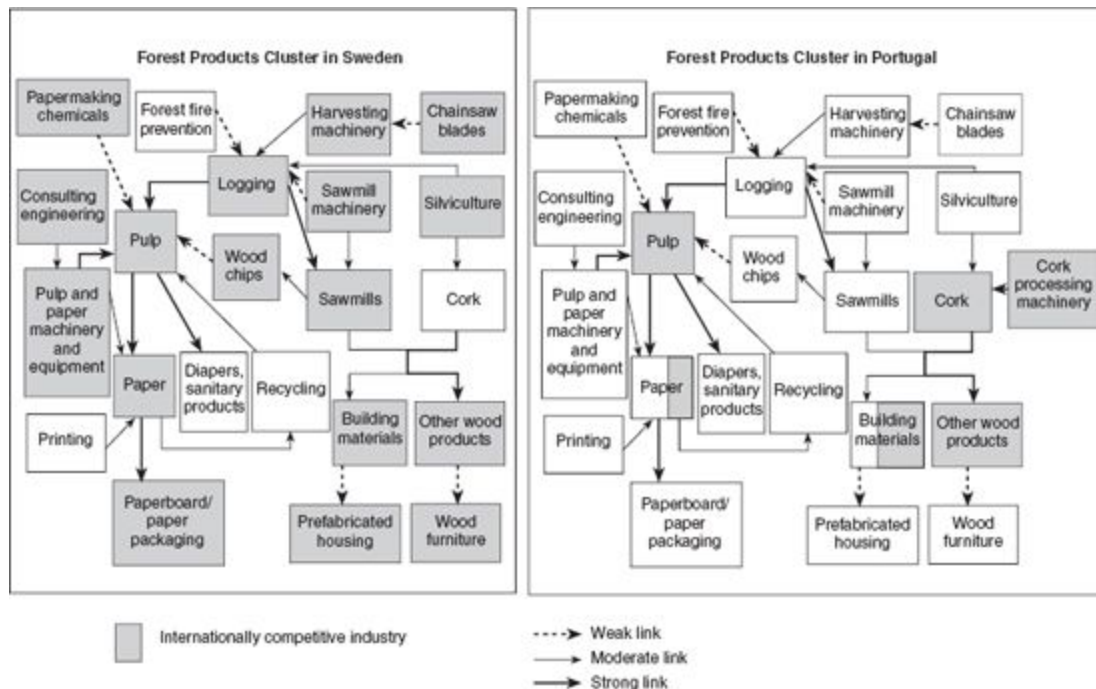 Forest Products Cluster in Sweden
Papermaking
chemicals
Forest fire
prevention
Harvesting
machinery
Chainsaw
blades
Logging
Consulting
engineering
Sawmill
machinery
Silviculture
Pulp
Wood
chips
Sawmills
Cork
Pulp and
paper
machinery
and
equipment
Paper
Diapers,
sanitary
products
Recycling
Building
materials
Other wood
products
Printing
Paperboard/
paper
packaging
Prefabricated
housing
Wood
furniture
Forest Products Cluster in Portugal
Papermaking
chemicals
Forest fire
prevention
Harvesting
machinery
Chainsaw
blades
Logging
Consulting
engineering
Sawmill
machinery
Silviculture
Pulp
Wood
chips
Sawmills
Cork
Cork
processing
machinery
Pulp and
paper
machinery
and
equipment
Paper
Diapers,
sanitary
products
Recycling
Building
materials
Other wood
products
Printing
Paperboard/
paper
packaging
Prefabricated
housing
Wood
furniture
Internationally competitive industry
Weak link
Moderate link
Strong link